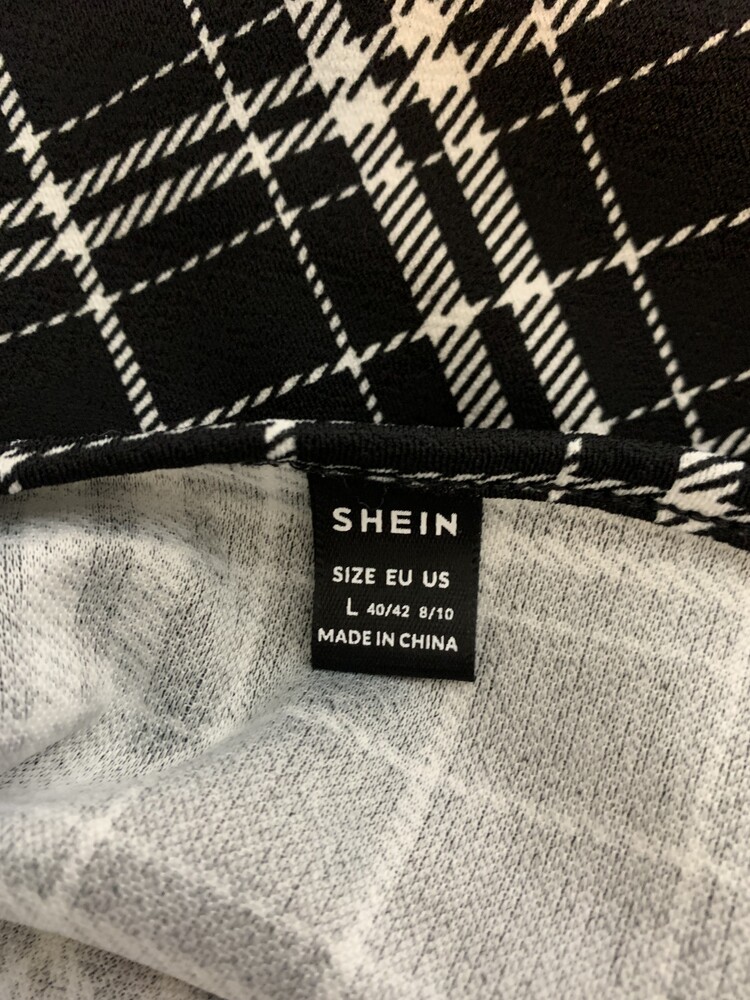 SHEIN
SIZE EU US
L 40/42 8/10
MADE IN CHINA